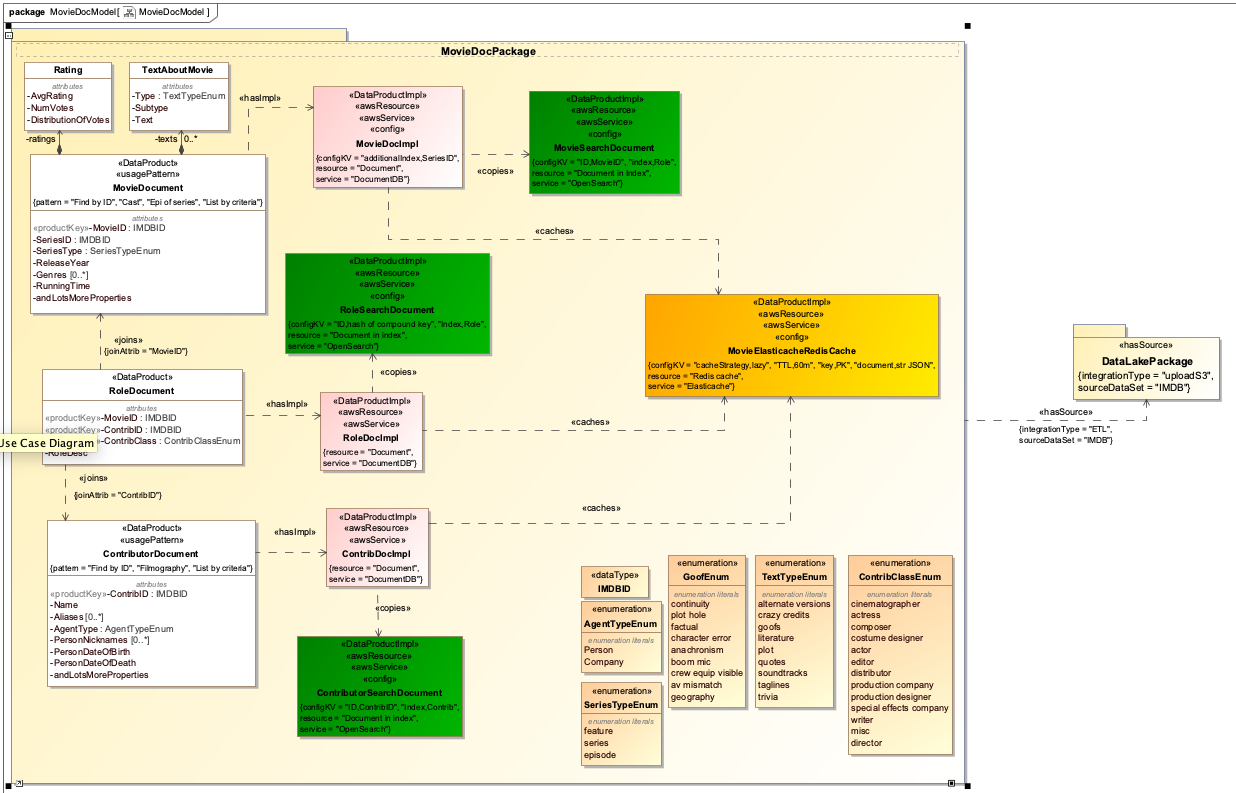 package MovieDocModel[ MovieDocModel ]
MovieDocPackage
Rating
attributes
-AvgRating
-NumVotes
-DistributionOfVotes
TextAboutMovie
attributes
-Type : TextTypeEnum
-Subtype
-Text
-ratings
-texts 0..*
«hasImpl»
«DataProduct»
«usagePattern»
MovieDocument
{pattern = "Find by ID", "Cast", "Epi of series", "List by criteria"}
attributes
«productKey»-MovieID : IMDBID
-SeriesID : IMDBID
-SeriesType : SeriesTypeEnum
-ReleaseYear
-Genres [0..*]
-RunningTime
-andLotsMoreProperties
«DataProductImpl»
«awsResource»
«awsService»
«config»
MovieDocImpl
{configKV = "additionalIndex,SeriesID",
resource = "Document",
service = "DocumentDB"}
«copies»
«DataProductImpl»
«awsResource»
«awsService»
«config»
MovieSearchDocument
{configKV = "ID,MovieID", "index,Role",
resource = "Document in Index",
service = "OpenSearch"}
«caches»
«DataProductImpl»
«awsResource»
«awsService»
«config»
RoleSearchDocument
{configKV = "ID,hash of compound key", "Index,Role",
resource = "Document in index",
service = "OpenSearch"}
«copies»
«DataProductImpl»
«awsResource»
«awsService»
«config»
MovieElasticacheRedisCache
{configKV = "cacheStrategy,lazy", "TTL,60m", "key,PK", "document,str JSON",
resource = "Redis cache",
service = "Elasticache"}
«hasSource»
DataLakePackage
{integrationType = "uploadS3",
sourceDataSet = "IMDB"}
«hasSource»
{integrationType = "ETL",
sourceDataSet = "IMDB"}
«joins»
{joinAttrib = "MovieID"}
«DataProduct»
RoleDocument
attributes
«productKey»-MovieID : IMDBID
«productKey»-ContribID : IMDBID
«productKey»-ContribClass : ContribClassEnum
-RoleDesc
Use Case Diagram
«hasImpl»
«DataProductImpl»
«awsResource»
«awsService»
RoleDocImpl
{resource = "Document",
service = "DocumentDB"}
«caches»
«joins»
{joinAttrib = "ContribID"}
«DataProduct»
«usagePattern»
ContributorDocument
{pattern = "Find by ID", "Filmography", "List by criteria"}
attributes
«productKey»-ContribID : IMDBID
-Name
-Aliases [0..*]
-AgentType : AgentTypeEnum
-PersonNicknames [0..*]
-PersonDateOfBirth
-PersonDateOfDeath
-andLotsMoreProperties
«hasImpl»
«DataProductImpl»
«awsResource»
«awsService»
ContribDocImpl
{resource = "Document",
service = "DocumentDB"}
«caches»
«copies»
«DataProductImpl»
«awsResource»
«awsService»
«config»
ContributorSearchDocument
{configKV = "ID,ContribID", "Index,Contrib",
resource = "Document in index",
service = "OpenSearch"}
«dataType»
IMDBID
«enumeration»
AgentTypeEnum
enumeration literals
Person
Company
«enumeration»
SeriesTypeEnum
enumeration literals
feature
series
episode
«enumeration»
GoofEnum
enumeration literals
continuity
plot hole
factual
character error
anachronism
boom mic
crew equip visible
av mismatch
geography
«enumeration»
TextTypeEnum
enumeration literals
alternate versions
crazy credits
goofs
literature
plot
quotes
soundtracks
taglines
trivia
«enumeration»
ContribClassEnum
enumeration literals
cinematographer
actress
composer
costume designer
actor
editor
distributor
production company
production designer
special effects company
writer
misc
director